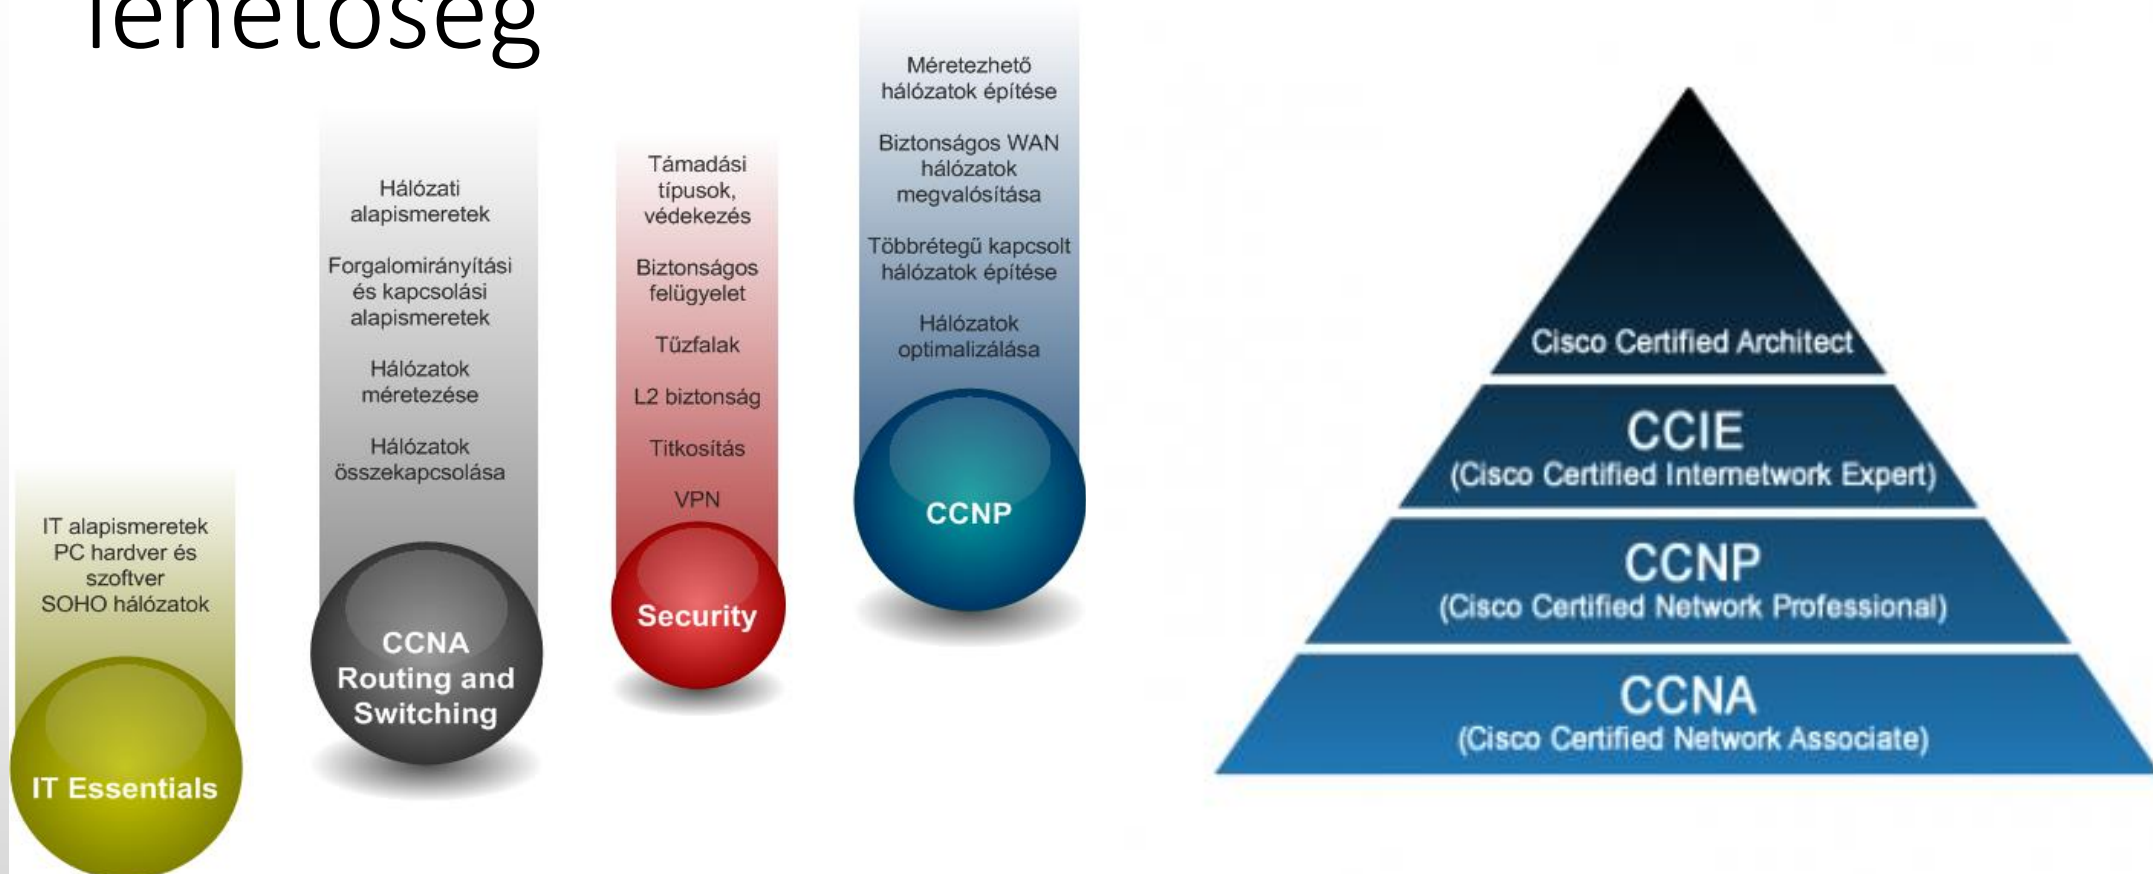 lehetőség
IT alapismeretek
PC hardver és
szoftver
SOHO hálózatok
IT Essentials
Hálózati
alapismeretek
Forgalomirányítási
és kapcsolási
alapismeretek
Hálózatok
méretezése
Hálózatok
összekapcsolása
CCNA
Routing and
Switching
Támadási
típusok,
védekezés
Biztonságos
felügyelet
Tűzfalak
L2 biztonság
Titkosítás
VPN
Security
Méretezhető
hálózatok építése
Biztonságos WAN
hálózatok
megvalósítása
Többrétegű kapcsolt
hálózatok építése
Hálózatok
optimalizálása
CCNP
Cisco Certified Architect
CCIE
(Cisco Certified Internetwork Expert)
CCNP
(Cisco Certified Network Professional)
CCNA
(Cisco Certified Network Associate)